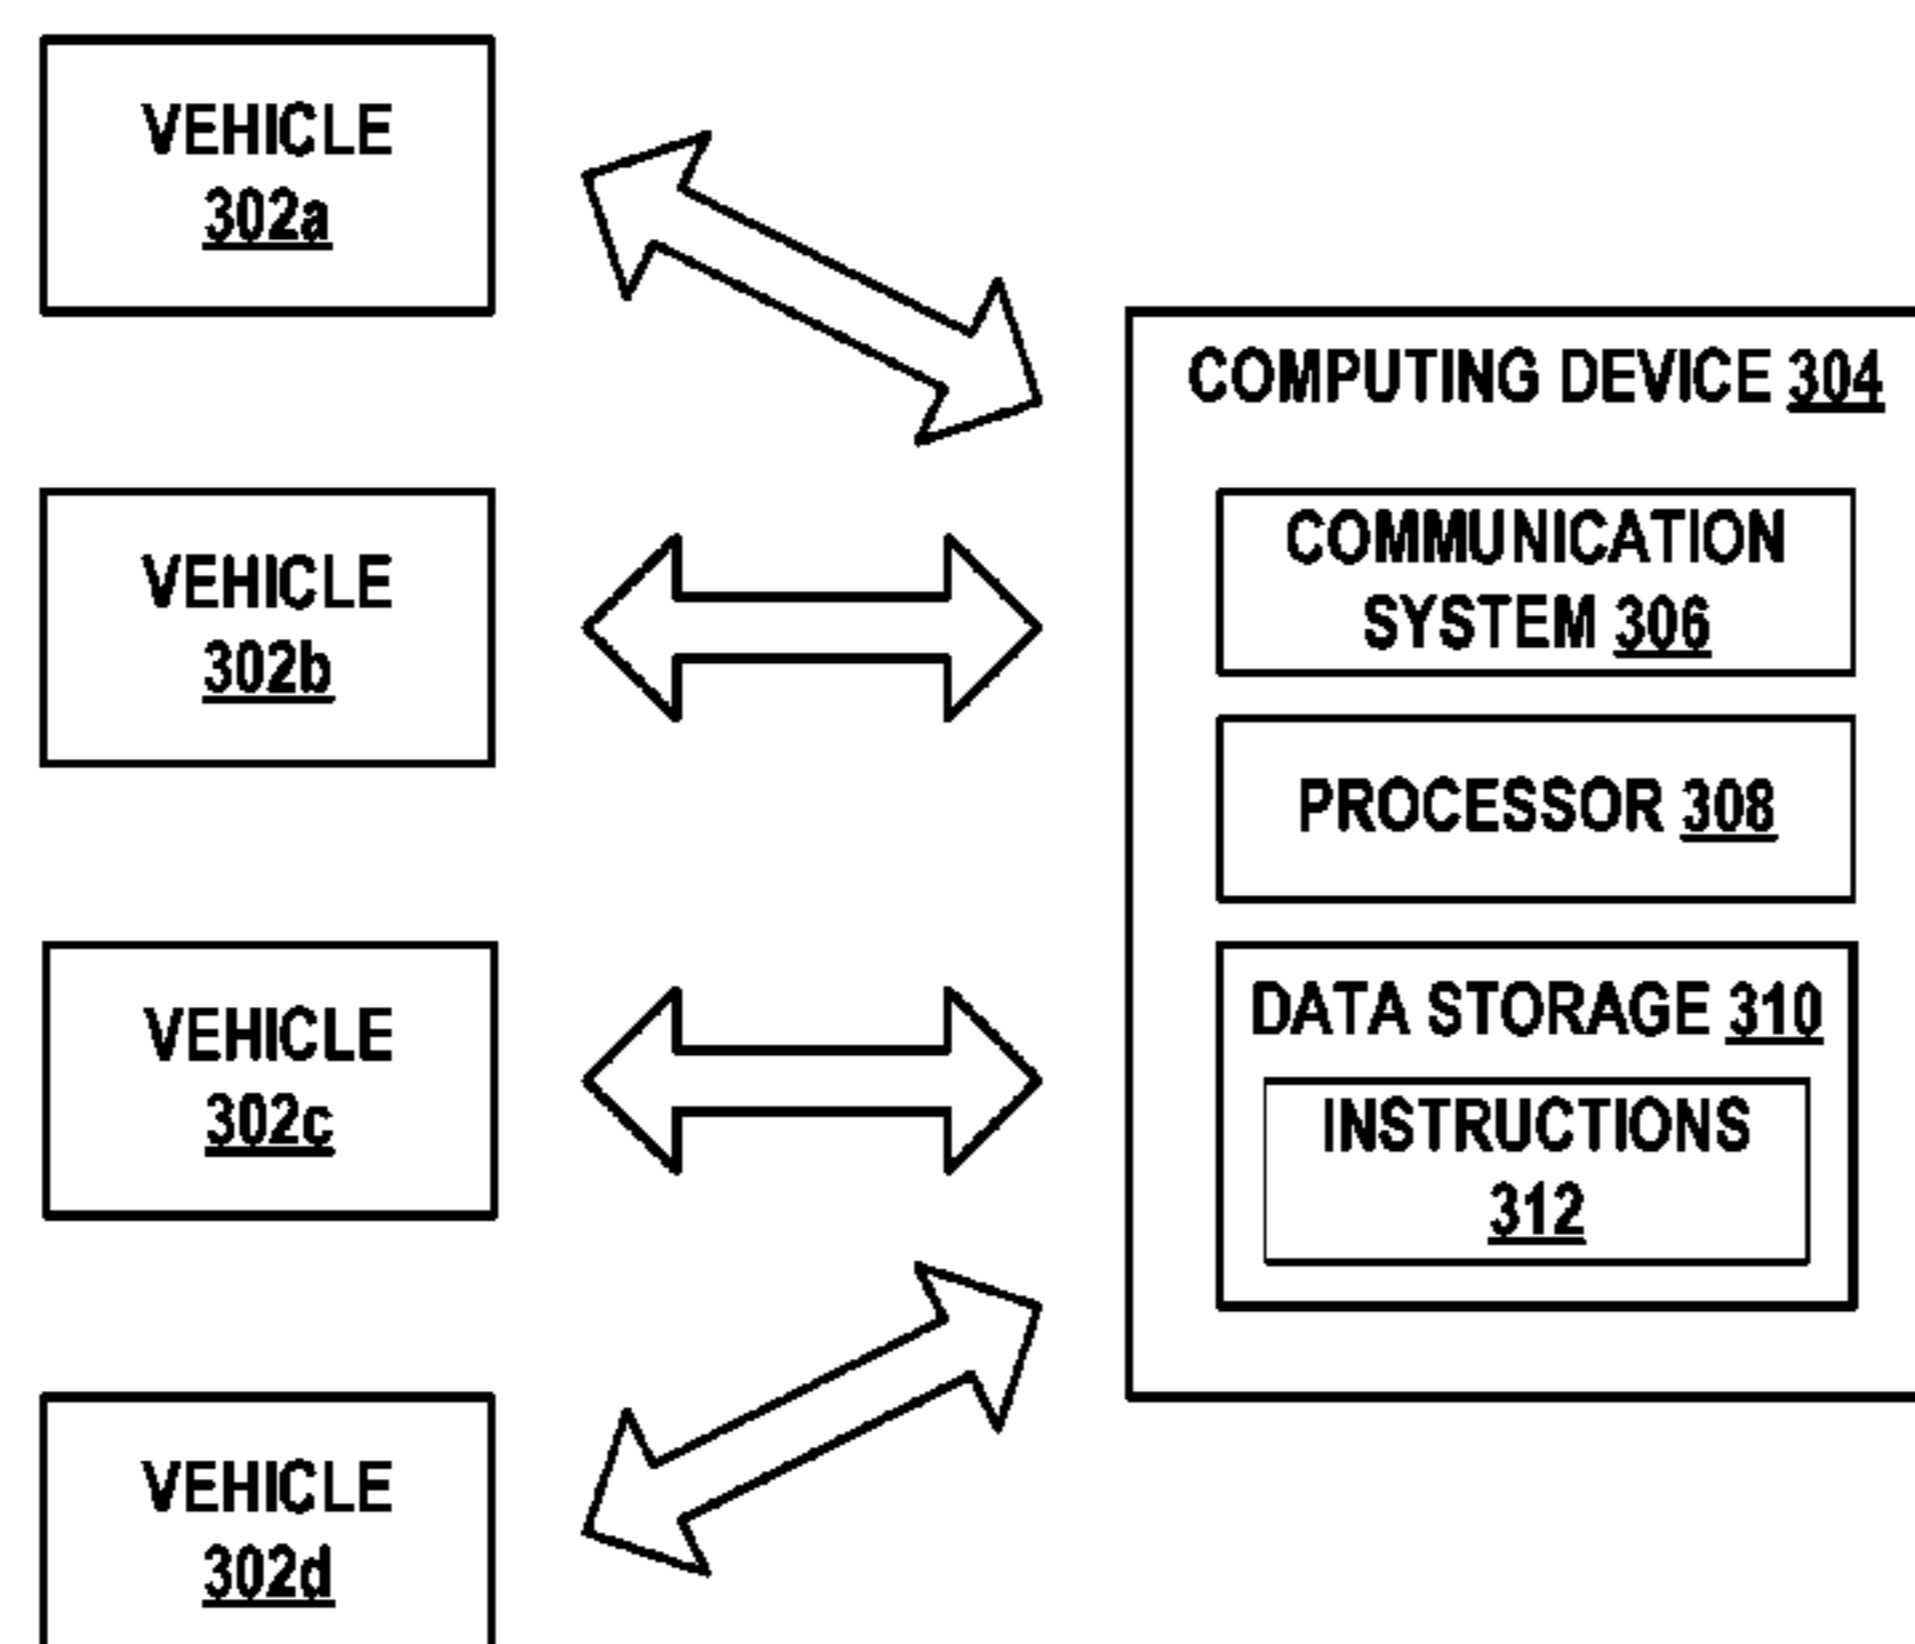 VEHICLE
302a
VEHICLE
302b
VEHICLE
302c
VEHICLE
302d
COMPUTING DEVICE 304
COMMUNICATION
SYSTEM 306
PROCESSOR 308
DATA STORAGE 310
INSTRUCTIONS
312